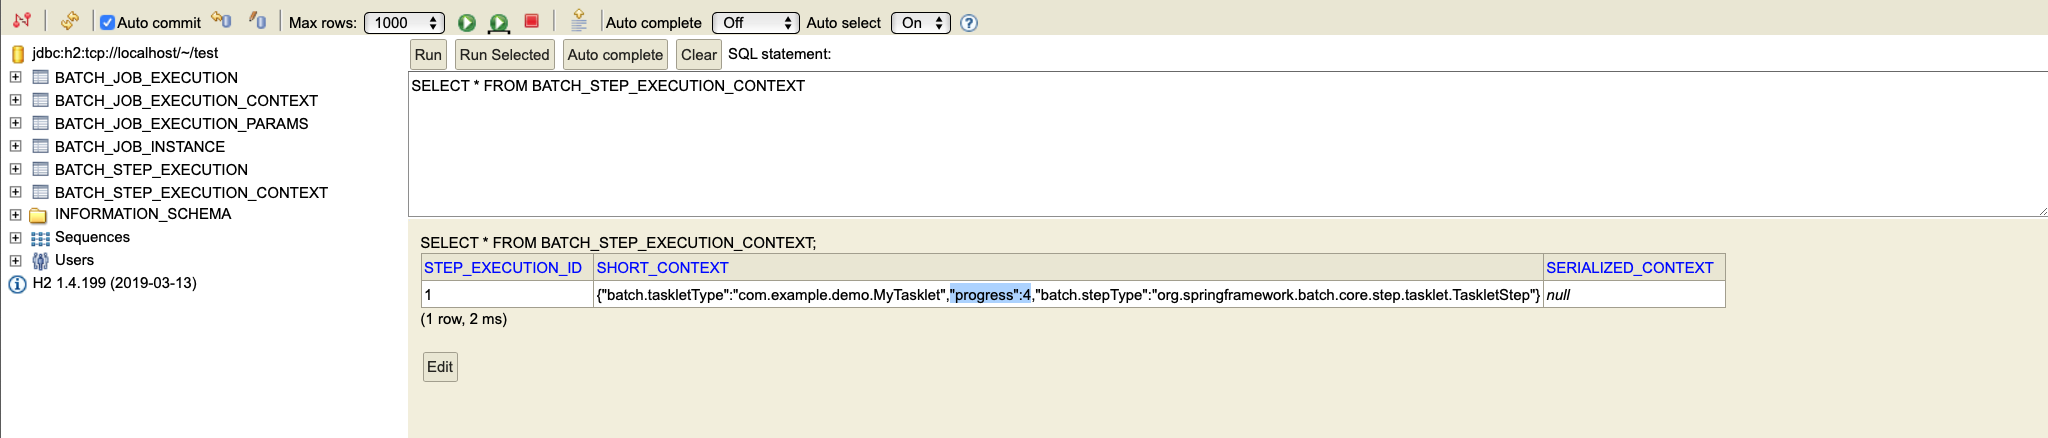 Auto commit Max rows: 1000 Auto complete Off Auto select On
jdbc:h2:tcp://localhost/~/test
BATCH_JOB_EXECUTION
BATCH_JOB_EXECUTION_CONTEXT
BATCH_JOB_EXECUTION_PARAMS
BATCH_JOB_INSTANCE
BATCH_STEP_EXECUTION
BATCH_STEP_EXECUTION_CONTEXT
INFORMATION_SCHEMA
Sequences
Users
H2 1.4.199 (2019-03-13)
Run Run Selected Auto complete Clear SQL statement:
SELECT * FROM BATCH_STEP_EXECUTION_CONTEXT
SELECT * FROM BATCH_STEP_EXECUTION_CONTEXT;
STEP_EXECUTION_ID SHORT_CONTEXT SERIALIZED_CONTEXT
1 {"batch.taskletType":"com.example.demo.MyTasklet","progress":4,"batch.stepType":"org.springframework.batch.core.step.tasklet.TaskletStep"} null
(1 row, 2 ms)
Edit